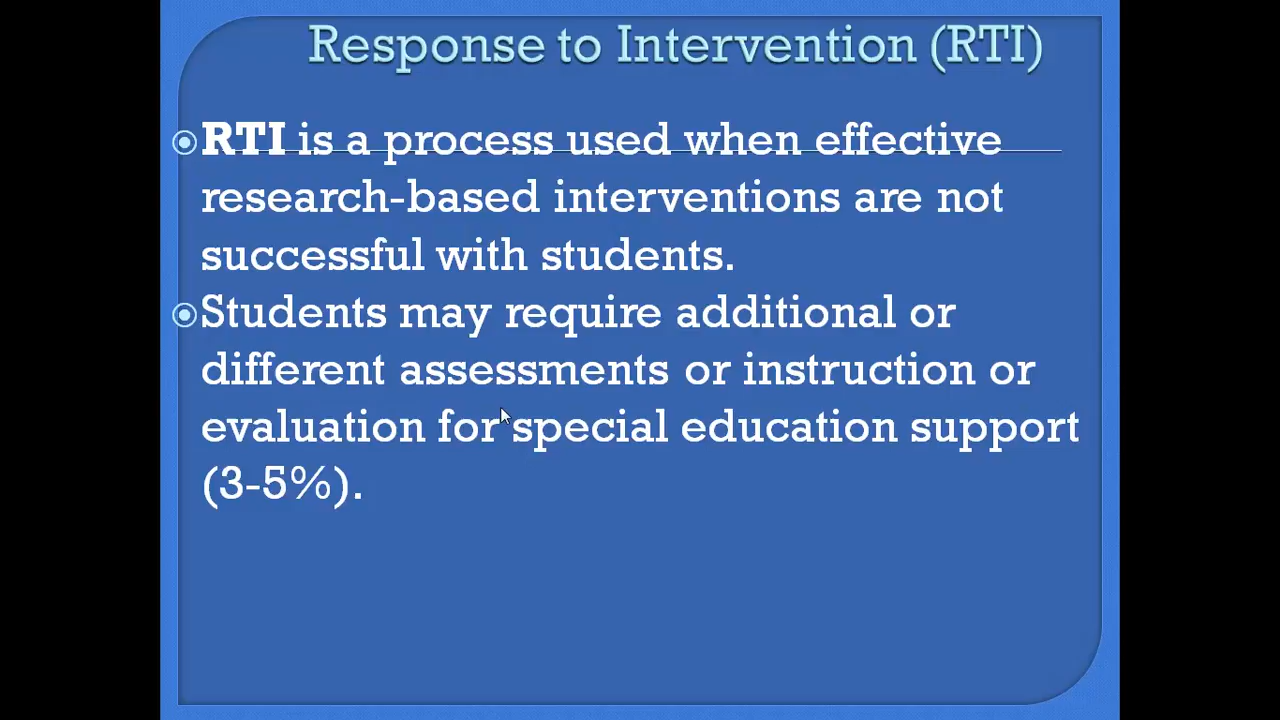 Response to Intervention (RTI)
RTI is a process used when effective
research-based interventions are not
successful with students.
Students may require additional or
different assessments or instruction or
evaluation for special education support
(3-5%).